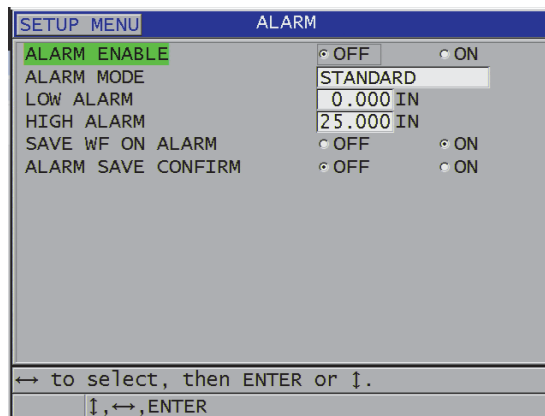 SETUP MENU ALARM
ALARM ENABLE OFF ON
ALARM MODE STANDARD
LOW ALARM 0.000 IN
HIGH ALARM 25.000 IN
SAVE WF ON ALARM OFF ON
ALARM SAVE CONFIRM OFF ON
↔ to select, then ENTER or ↕.
↕,↔,ENTER